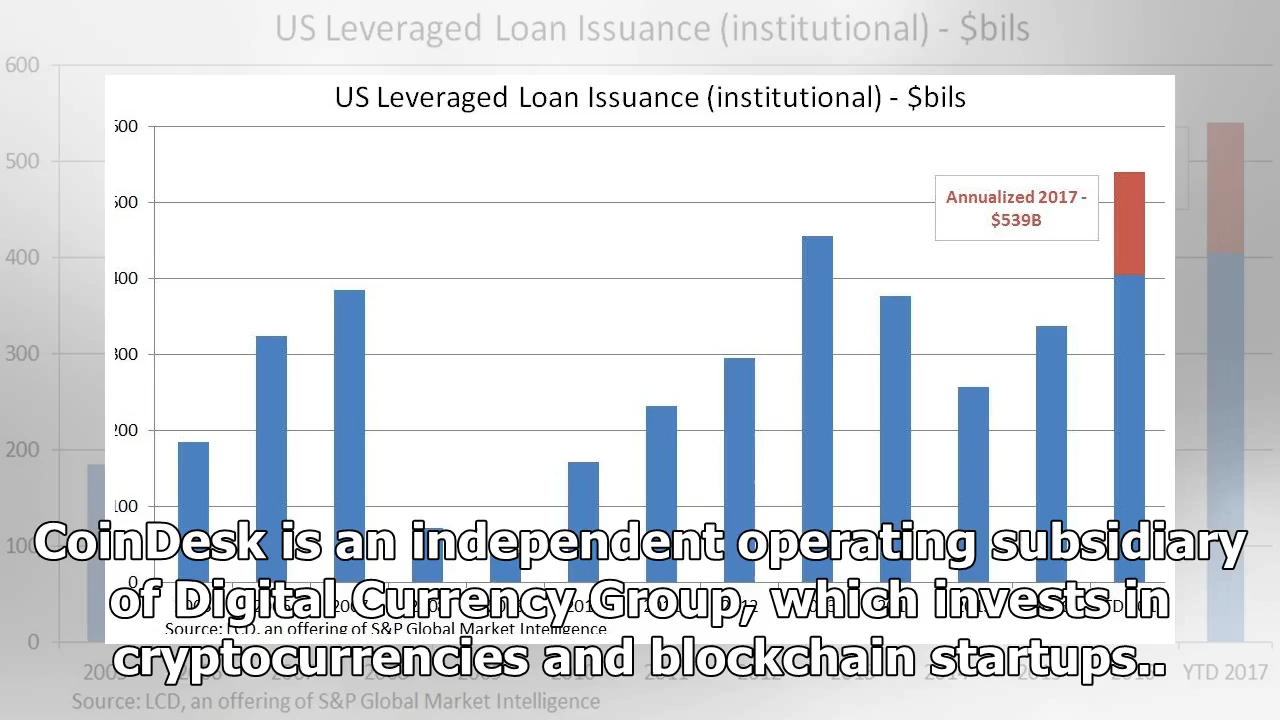 US Leveraged Loan Issuance (institutional) - $bils
600
US Leveraged Loan Issuance (institutional) - $bils
500
400
300
200
100
0
Annualized 2017 -
$539B
200
100
0
CoinDesk is an independent operating subsidiary
of Digital Currency Group, which invests in
cryptocurrencies and blockchain startups..
Source: LCD, an offering of S&P Global Market Intelligence
YTD 2017
Source: LCD, an offering of S&P Global Market Intelligence